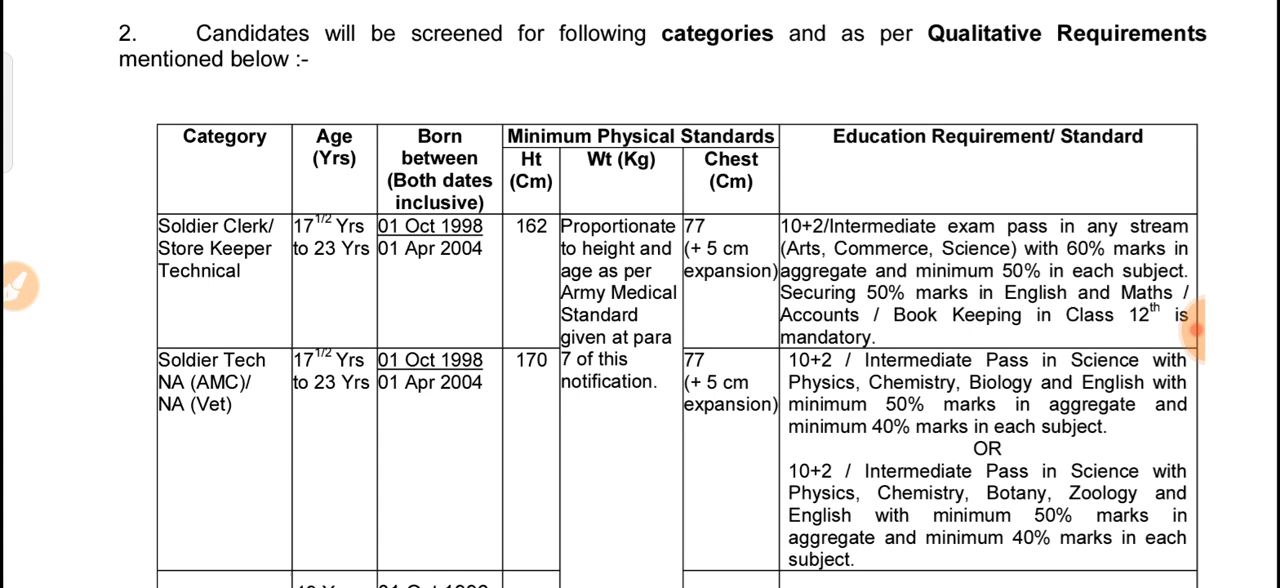 2. Candidates will be screened for following categories and as per Qualitative Requirements
mentioned below :-
Category
Age
(Yrs)
Born
between
(Both dates
inclusive)
Minimum Physical Standards
Ht
(Cm)
Wt (Kg)
Chest
(Cm)
Education Requirement/ Standard
Soldier Clerk/
Store Keeper
Technical
17 1/2 Yrs
to 23 Yrs
01 Oct 1998
01 Apr 2004
162
Proportionate
to height and
age as per
Army Medical
Standard
given at para
7 of this
notification.
77
(+ 5 cm
expansion)
10+2/Intermediate exam pass in any stream
(Arts, Commerce, Science) with 60% marks in
aggregate and minimum 50% in each subject.
Securing 50% marks in English and Maths /
Accounts / Book Keeping in Class 12th is
mandatory.
Soldier Tech
NA (AMC)/
NA (Vet)
17 1/2 Yrs
to 23 Yrs
01 Oct 1998
01 Apr 2004
170
77
(+ 5 cm
expansion)
10+2 / Intermediate Pass in Science with
Physics, Chemistry, Biology and English with
minimum 50% marks in aggregate and
minimum 40% marks in each subject.
OR
10+2 / Intermediate Pass in Science with
Physics, Chemistry, Botany, Zoology and
English with minimum 50% marks in
aggregate and minimum 40% marks in each
subject.